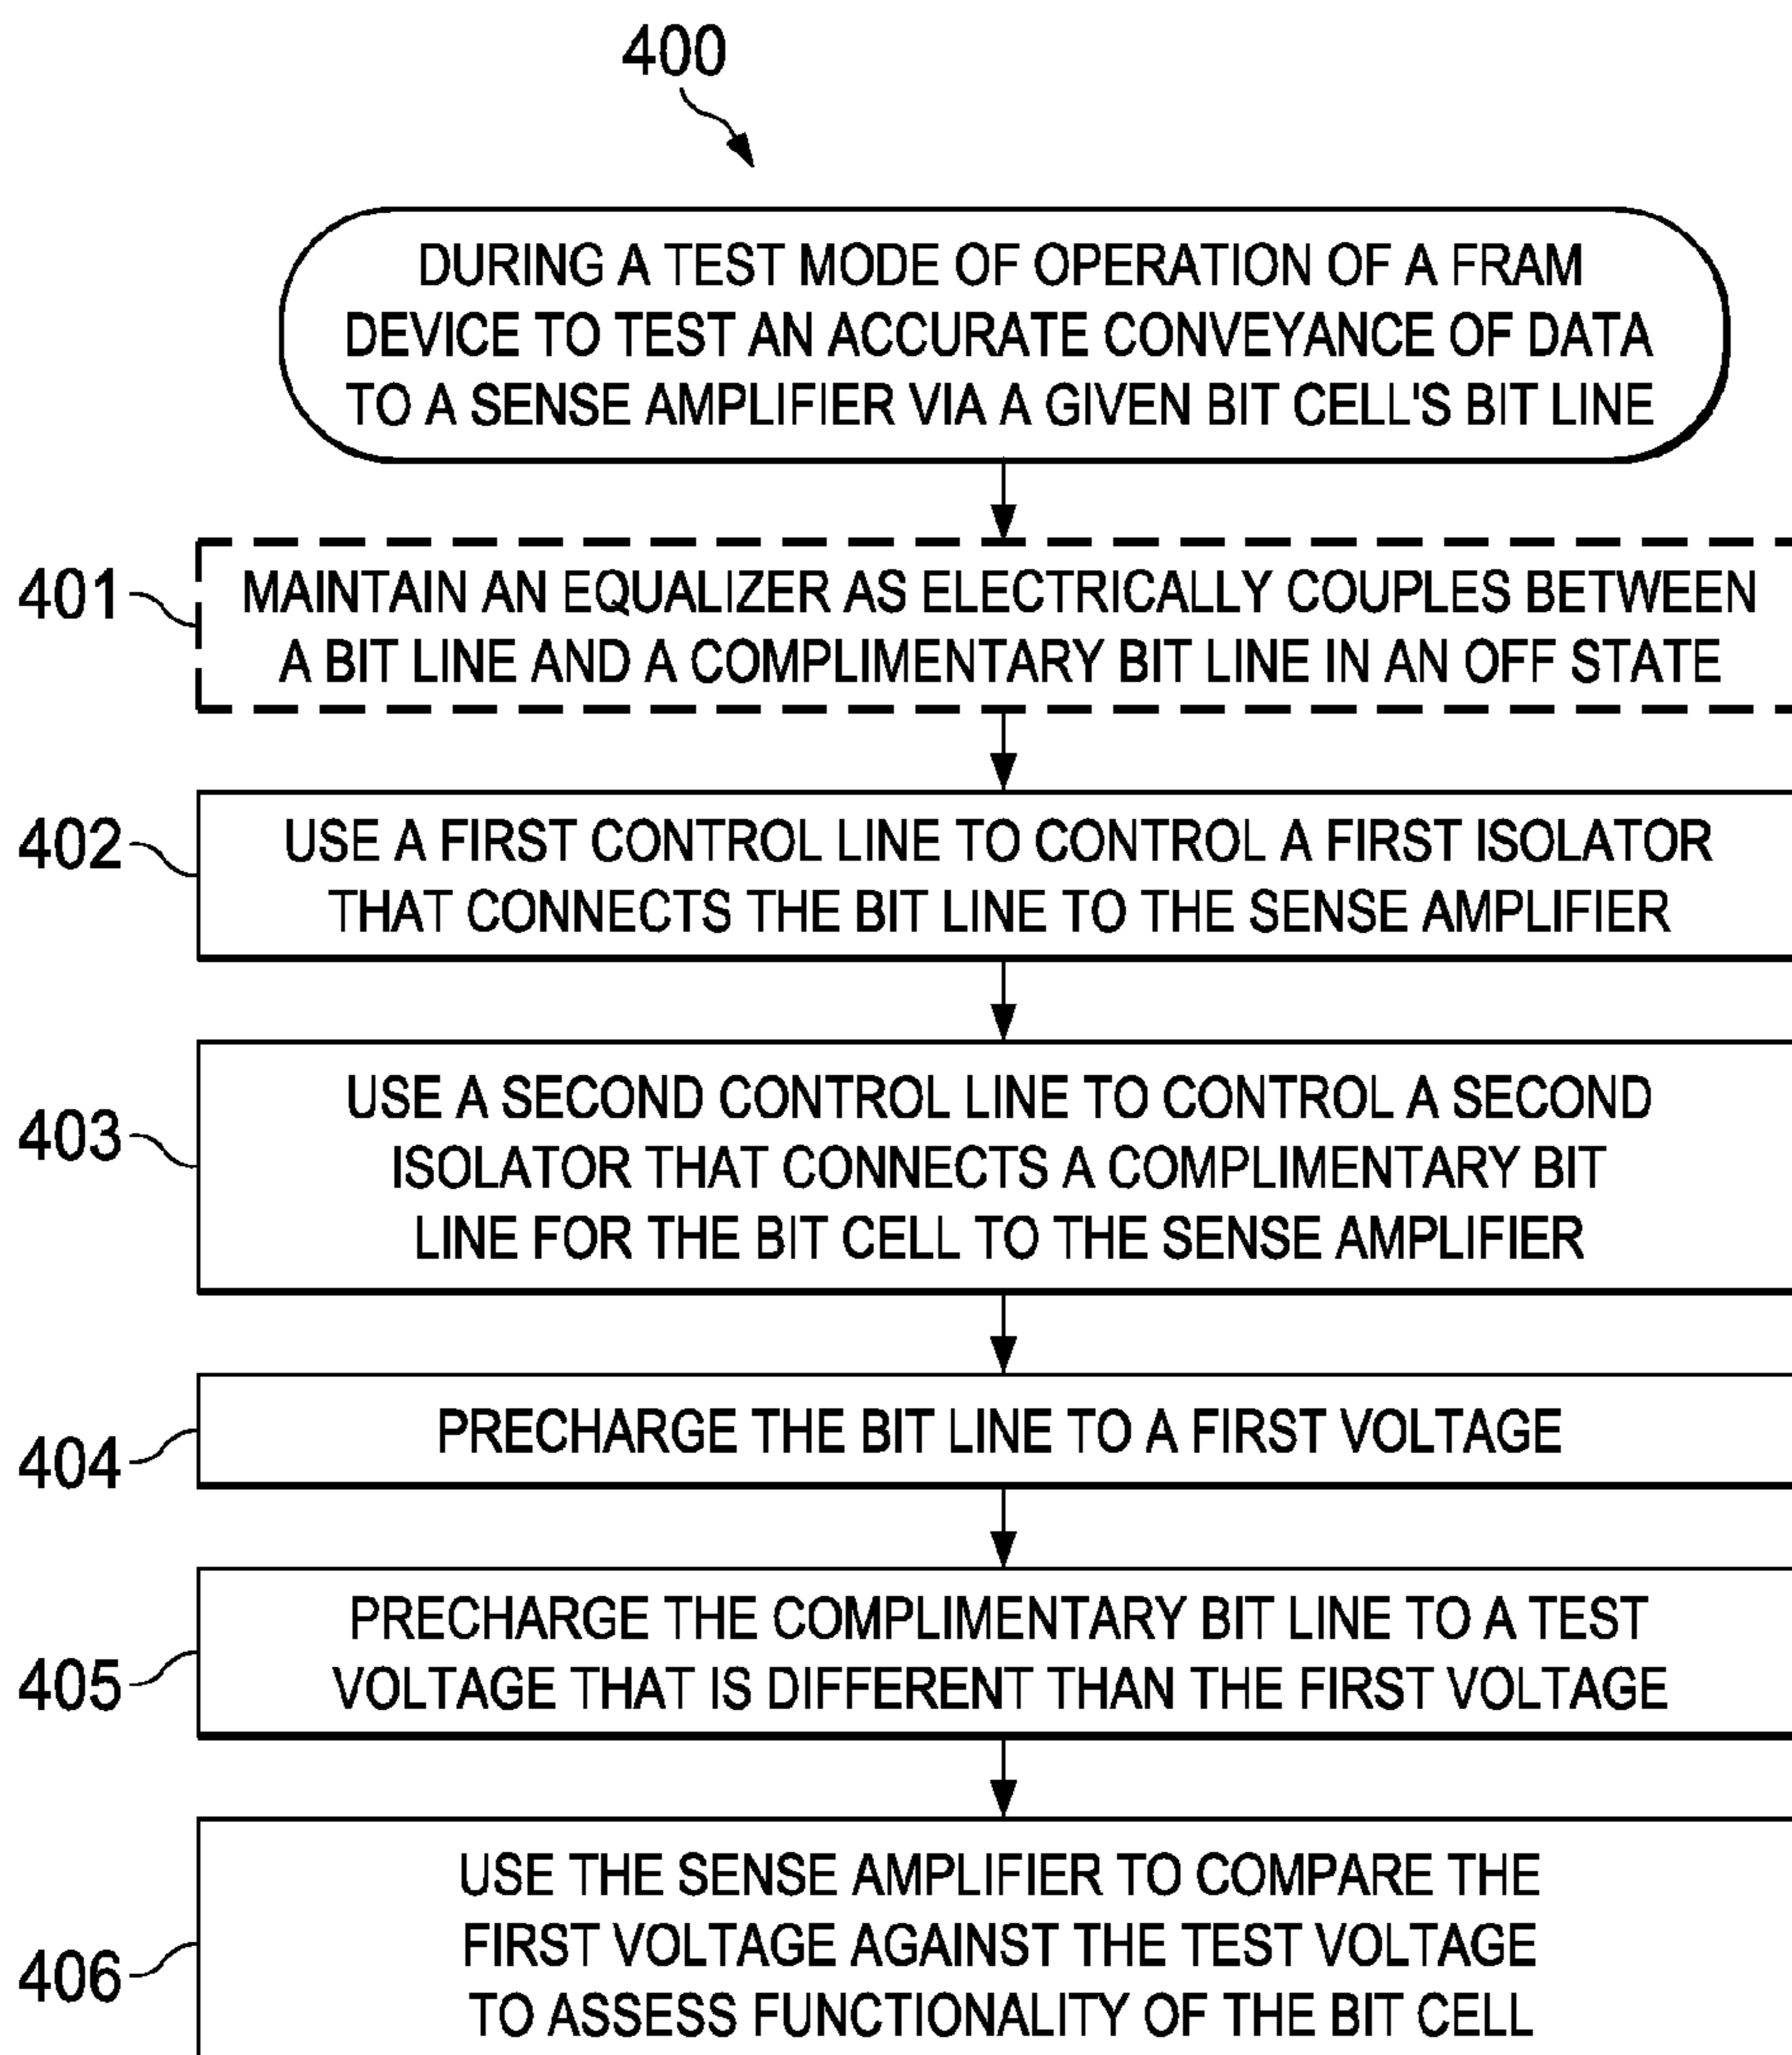 400
DURING A TEST MODE OF OPERATION OF A FRAM
DEVICE TO TEST AN ACCURATE CONVEYANCE OF DATA
TO A SENSE AMPLIFIER VIA A GIVEN BIT CELL'S BIT LINE
401
MAINTAIN AN EQUALIZER AS ELECTRICALLY COUPLES BETWEEN
A BIT LINE AND A COMPLIMENTARY BIT LINE IN AN OFF STATE
402
USE A FIRST CONTROL LINE TO CONTROL A FIRST ISOLATOR
THAT CONNECTS THE BIT LINE TO THE SENSE AMPLIFIER
403
USE A SECOND CONTROL LINE TO CONTROL A SECOND
ISOLATOR THAT CONNECTS A COMPLIMENTARY BIT
LINE FOR THE BIT CELL TO THE SENSE AMPLIFIER
404
PRECHARGE THE BIT LINE TO A FIRST VOLTAGE
405
PRECHARGE THE COMPLIMENTARY BIT LINE TO A TEST
VOLTAGE THAT IS DIFFERENT THAN THE FIRST VOLTAGE
406
USE THE SENSE AMPLIFIER TO COMPARE THE
FIRST VOLTAGE AGAINST THE TEST VOLTAGE
TO ASSESS FUNCTIONALITY OF THE BIT CELL